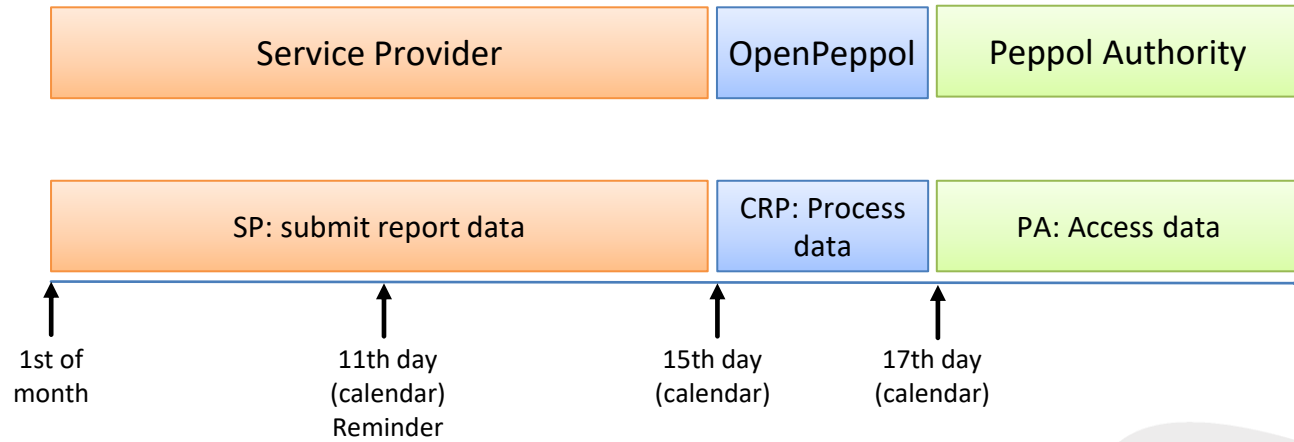 Service Provider
OpenPeppol
Peppol Authority
SP: submit report data
CRP: Process
data
PA: Access data
1st of
month
11th day
(calendar)
Reminder
15th day
(calendar)
17th day
(calendar)